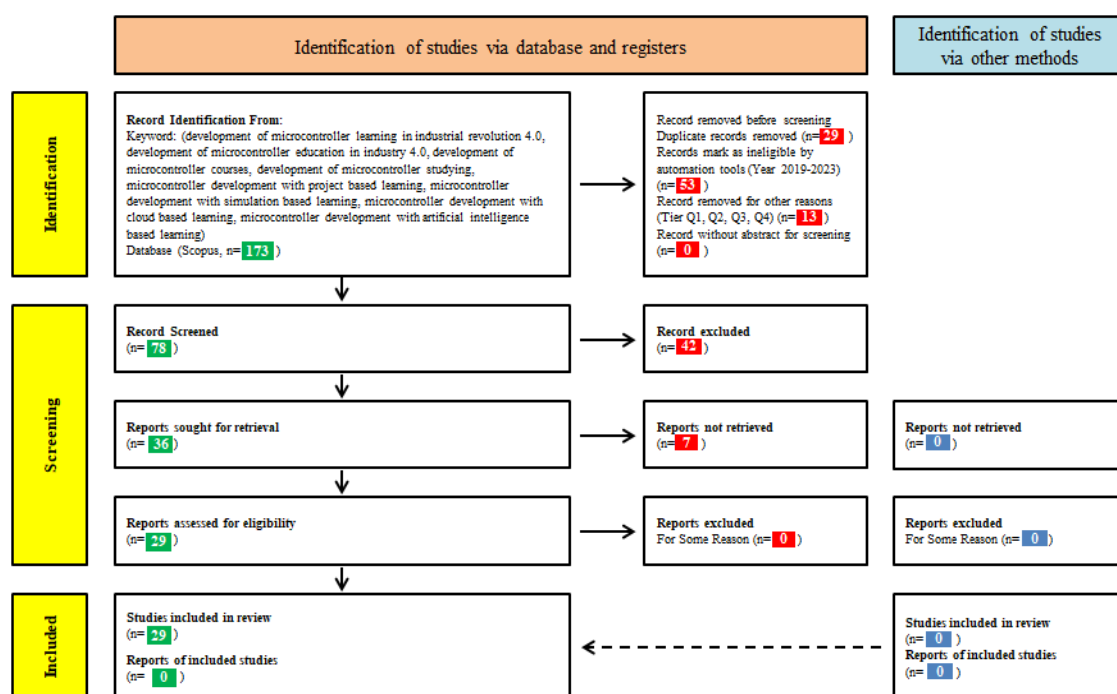 Identification of studies via database and registers
Identification of studies
via other methods
Identification
Record Identification From:
Keyword: (development of microcontroller learning in industrial revolution 4.0,
development of microcontroller education in industry 4.0, development of
microcontroller courses, development of microcontroller studying,
microcontroller development with project based learning, microcontroller
development with simulation based learning, microcontroller development with
cloud based learning, microcontroller development with artificial intelligence
based learning)
Database (Scopus, n= 173 )
Record removed before screening
Duplicate records removed (n= 29 )
Records mark as ineligible by
automation tools (Year 2019-2023)
(n= 53 )
Record removed for other reasons
(Tier Q1, Q2, Q3, Q4) (n= 13 )
Record without abstract for screening
(n= 0 )
Screening
Record Screened
(n= 78 )
Record excluded
(n= 42 )
Reports sought for retrieval
(n= 36 )
Reports not retrieved
(n= 7 )
Reports not retrieved
(n= 0 )
Reports assessed for eligibility
(n= 29 )
Reports excluded
For Some Reason (n= 0 )
Reports excluded
For Some Reason (n= 0 )
Included
Studies included in review
(n= 29 )
Reports of included studies
(n= 0 )
Studies included in review
(n= 0 )
Reports of included studies
(n= 0 )